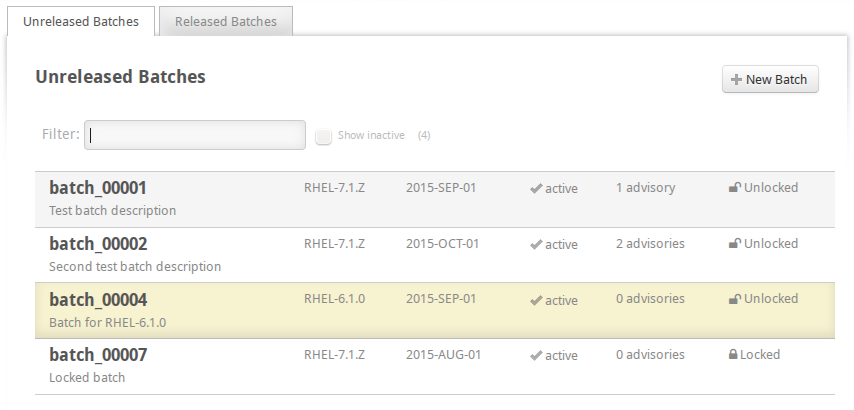 Unreleased Batches Released Batches
Unreleased Batches
New Batch
Filter: Show inactive (4)
batch_00001 RHEL-7.1.Z 2015-SEP-01 active 1 advisory Unlocked
Test batch description
batch_00002 RHEL-7.1.Z 2015-OCT-01 active 2 advisories Unlocked
Second test batch description
batch_00004 RHEL-6.1.0 2015-SEP-01 active 0 advisories Unlocked
Batch for RHEL-6.1.0
batch_00007 RHEL-7.1.Z 2015-AUG-01 active 0 advisories Locked
Locked batch